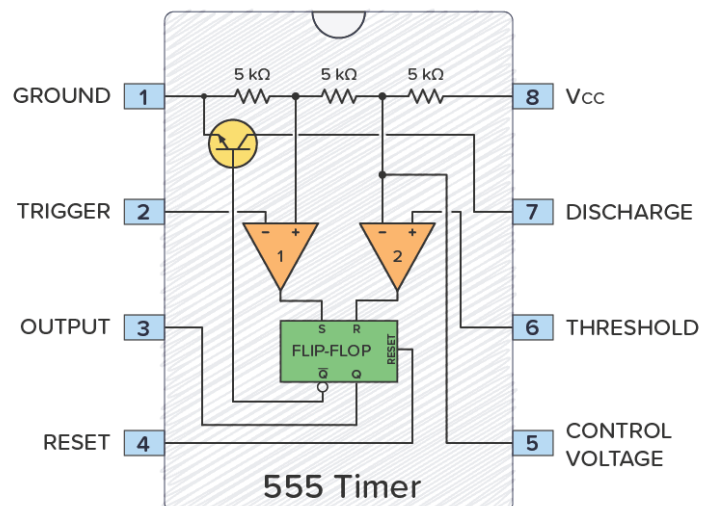 5 kΩ 5 kΩ 5 kΩ
GROUND 1
8 Vcc
TRIGGER 2
7 DISCHARGE
- +
1
- +
2
OUTPUT 3
6 THRESHOLD
S R
FLIP-FLOP
RESET
Q̅ Q
RESET 4
5 CONTROL
VOLTAGE
555 Timer